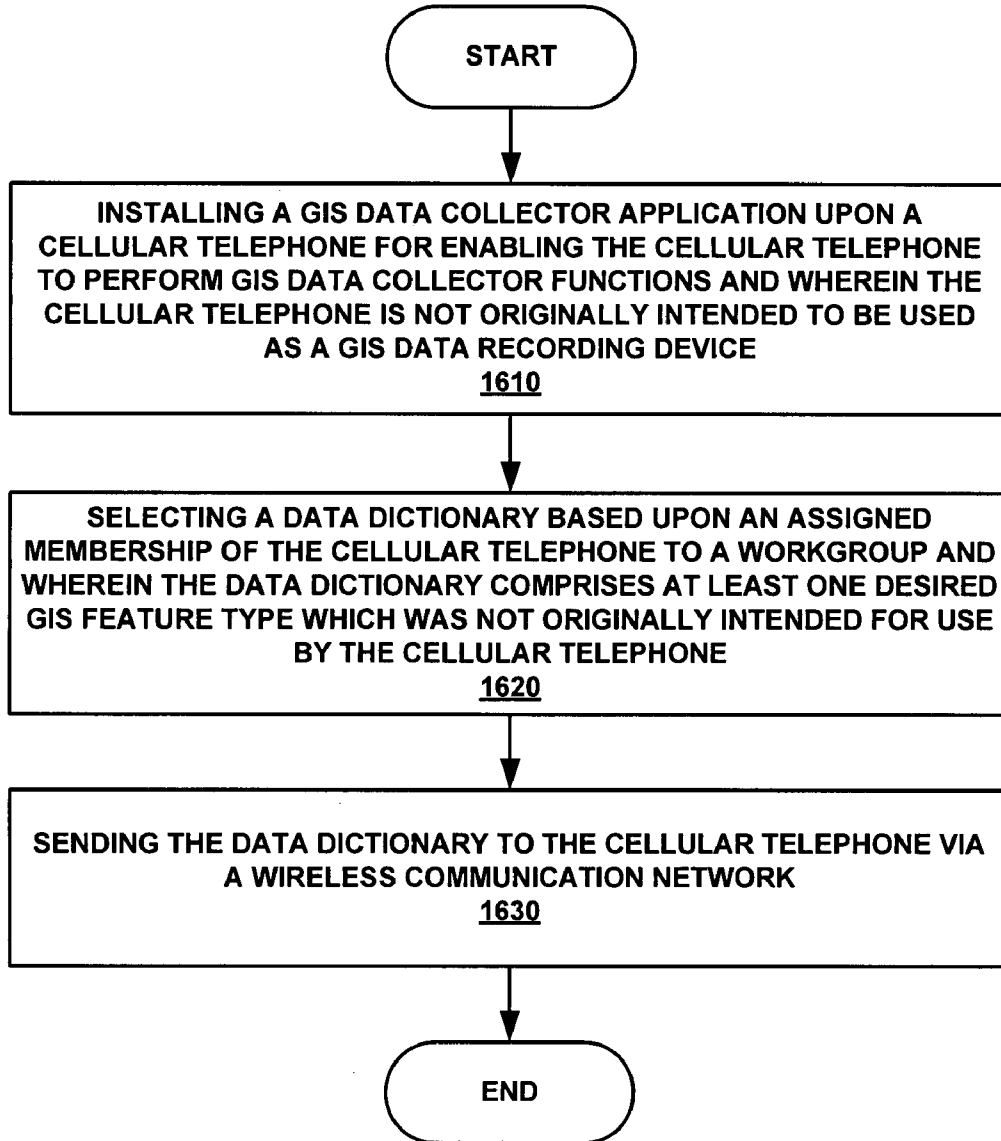 START
INSTALLING A GIS DATA COLLECTOR APPLICATION UPON A
CELLULAR TELEPHONE FOR ENABLING THE CELLULAR TELEPHONE
TO PERFORM GIS DATA COLLECTOR FUNCTIONS AND WHEREIN THE
CELLULAR TELEPHONE IS NOT ORIGINALLY INTENDED TO BE USED
AS A GIS DATA RECORDING DEVICE
1610
SELECTING A DATA DICTIONARY BASED UPON AN ASSIGNED
MEMBERSHIP OF THE CELLULAR TELEPHONE TO A WORKGROUP AND
WHEREIN THE DATA DICTIONARY COMPRISES AT LEAST ONE DESIRED
GIS FEATURE TYPE WHICH WAS NOT ORIGINALLY INTENDED FOR USE
BY THE CELLULAR TELEPHONE
1620
SENDING THE DATA DICTIONARY TO THE CELLULAR TELEPHONE VIA
A WIRELESS COMMUNICATION NETWORK
1630
END